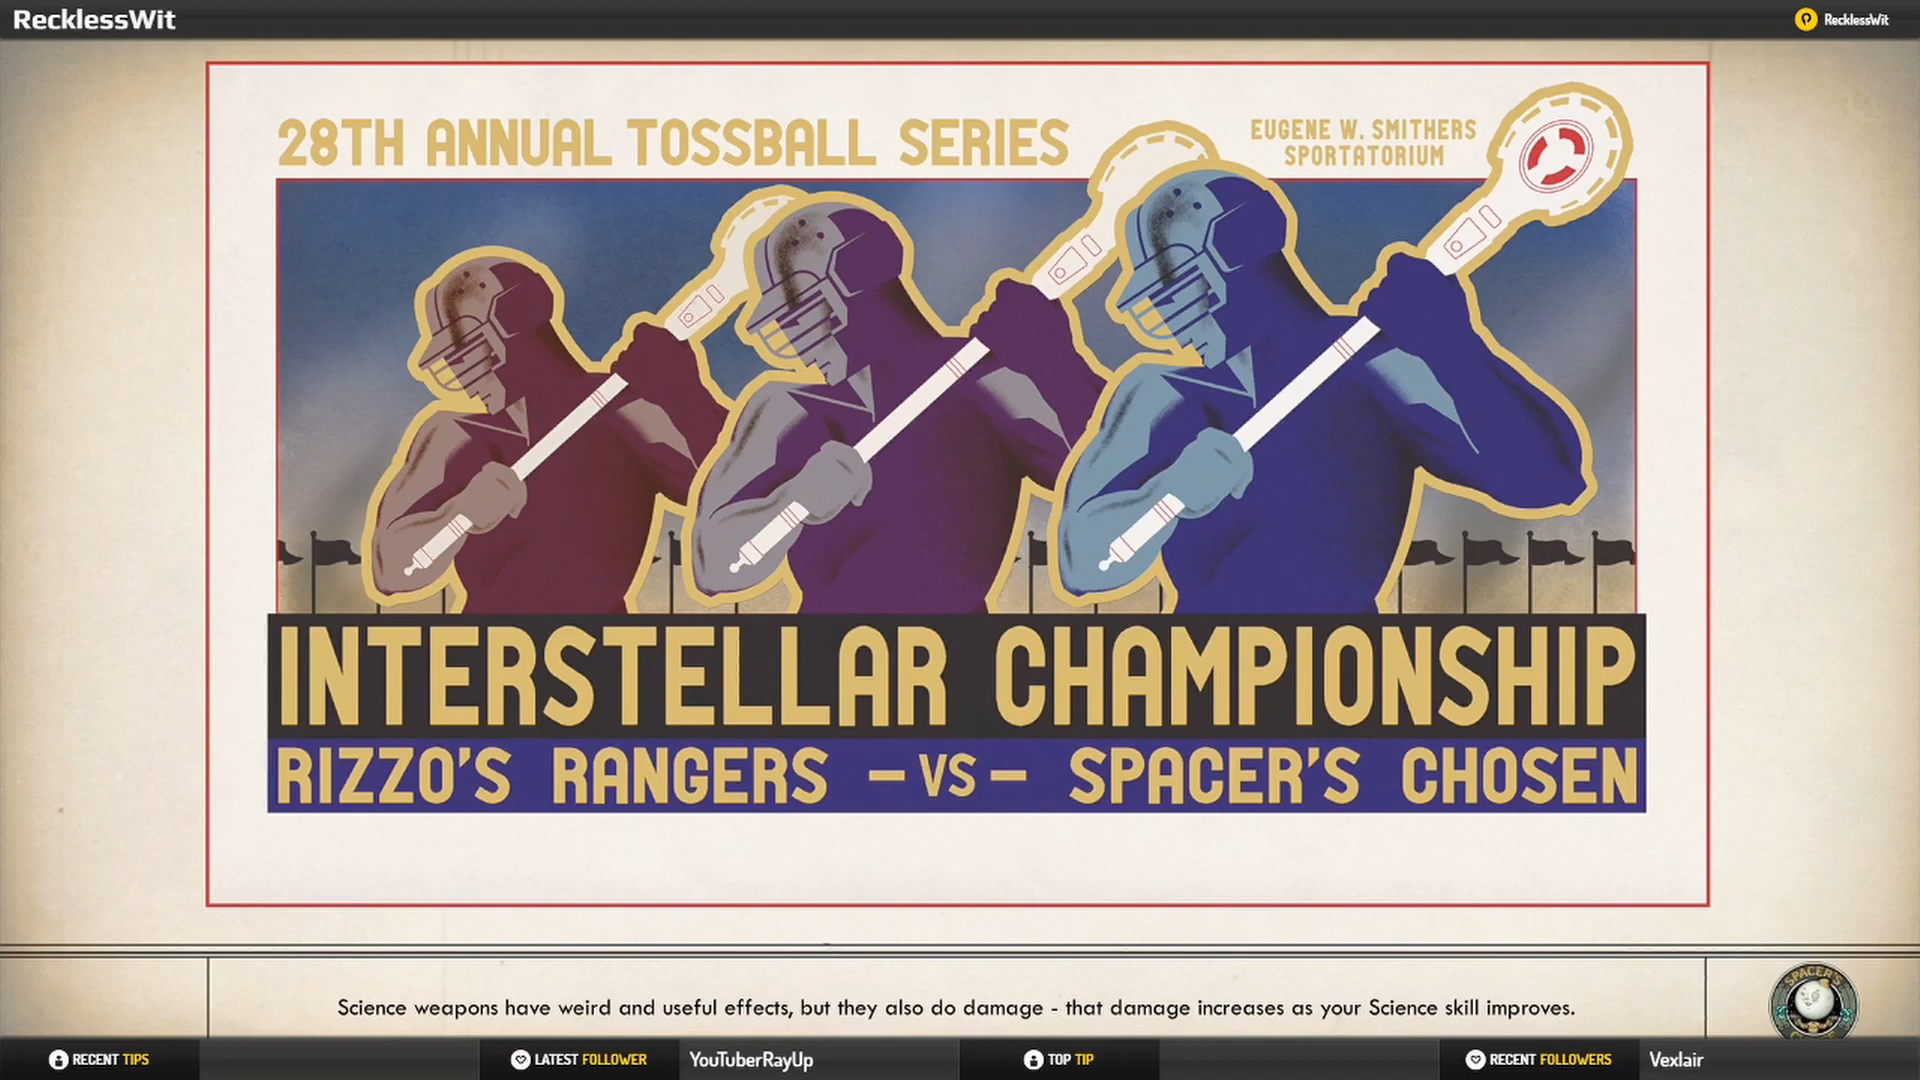 RecklessWit
RecklessWit
28TH ANNUAL TOSSBALL SERIES
EUGENE W. SMITHERS
SPORTATORIUM
INTERSTELLAR CHAMPIONSHIP
RIZZO'S RANGERS - VS - SPACER'S CHOSEN
Science weapons have weird and useful effects, but they also do damage - that damage increases as your Science skill improves.
SPACER'S
RECENT TIPS
LATEST FOLLOWER
YouTuberRayUp
TOP TIP
RECENT FOLLOWERS
Vexlair